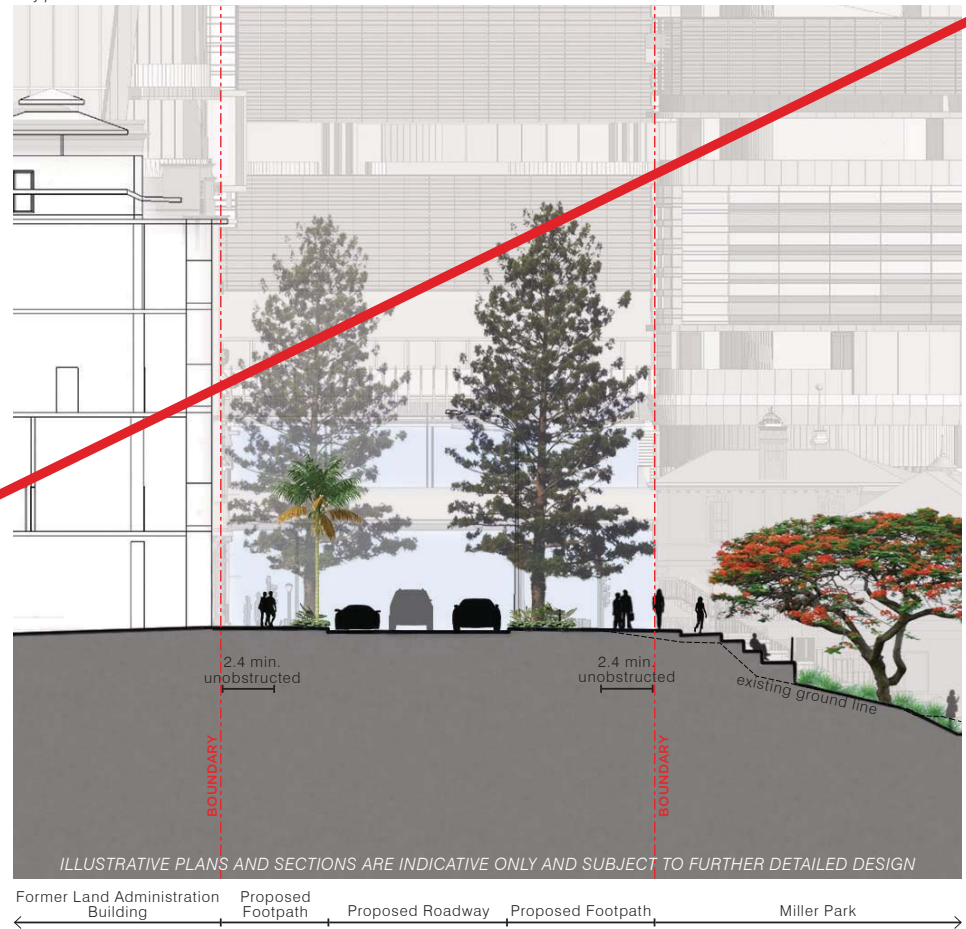 2.4 min.
unobstructed
2.4 min.
unobstructed
existing ground line
BOUNDARY
BOUNDARY
ILLUSTRATIVE PLANS AND SECTIONS ARE INDICATIVE ONLY AND SUBJECT TO FURTHER DETAILED DESIGN
Former Land Administration
Building
Proposed
Footpath
Proposed Roadway
Proposed Footpath
Miller Park